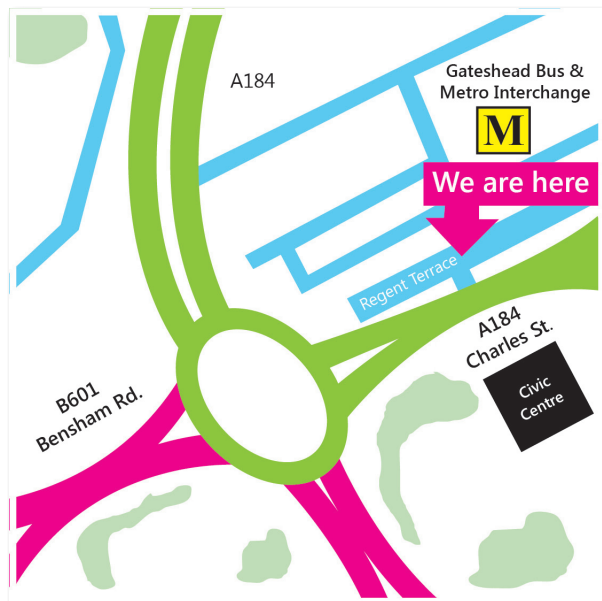 A184
Gateshead Bus &
Metro Interchange
M
We are here
Regent Terrace
A184
Charles St.
Civic
Centre
B601
Bensham Rd.